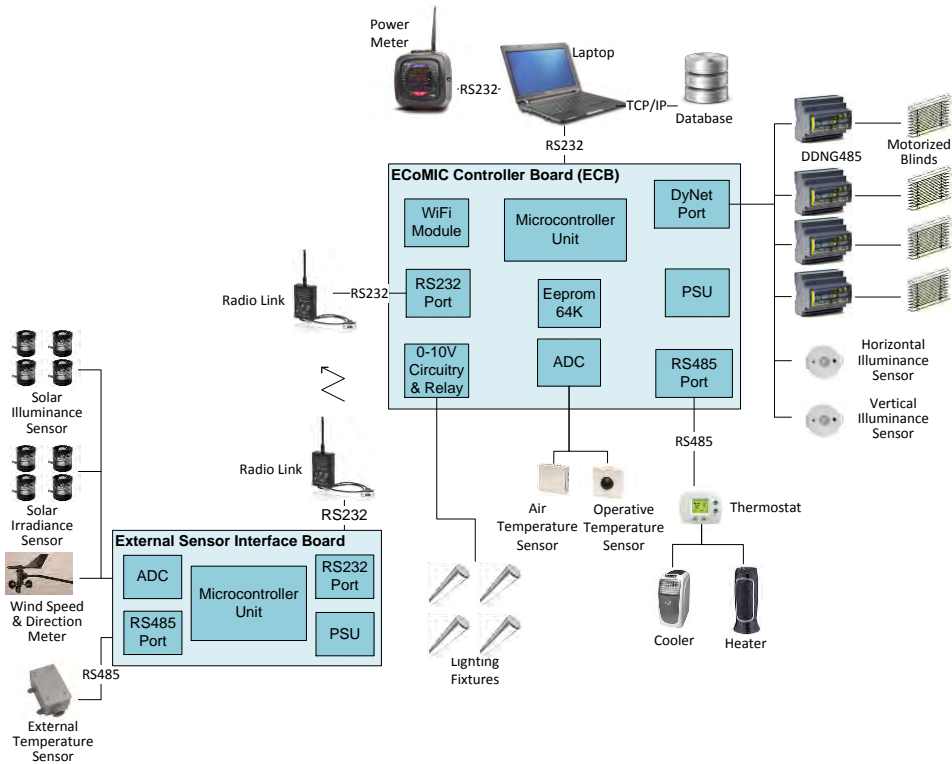 Power
Meter
Laptop
RS232
TCP/IP
Database
RS232
DDNG485
Motorized
Blinds
ECoMIC Controller Board (ECB)
WiFi
Module
Microcontroller
Unit
DyNet
Port
Radio Link
RS232
RS232
Port
Eeprom
64K
PSU
0-10V
Circuitry
& Relay
ADC
RS485
Port
Horizontal
Illuminance
Sensor
Vertical
Illuminance
Sensor
Solar
Illuminance
Sensor
RS485
Radio Link
Solar
Irradiance
Sensor
RS232
Air
Temperature
Sensor
Operative
Temperature
Sensor
Thermostat
External Sensor Interface Board
ADC
Microcontroller
Unit
RS232
Port
RS485
Port
PSU
Wind Speed
& Direction
Meter
Cooler
Heater
Lighting
Fixtures
RS485
External
Temperature
Sensor